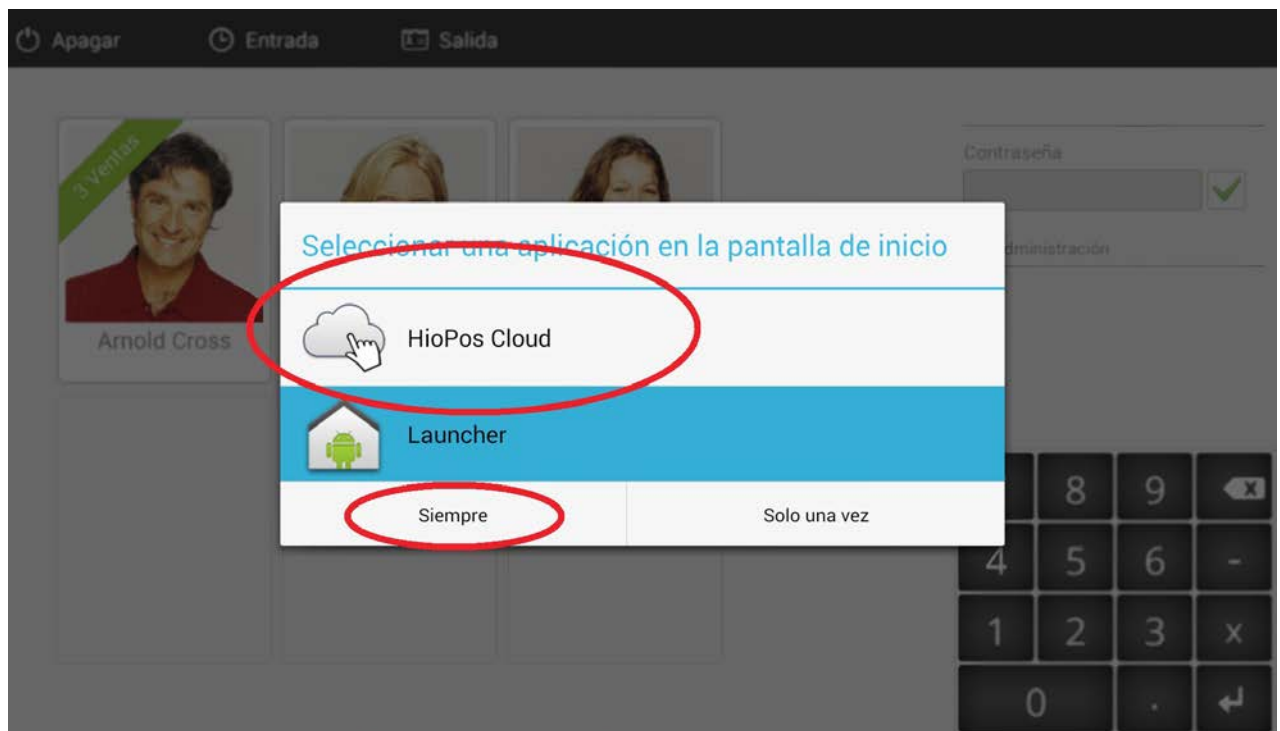 Apagar Entrada Salida
3 Ventas
Contraseña
Seleccionar una aplicación en la pantalla de inicio
HioPos Cloud
Arnold Cross
Launcher
Siempre Solo una vez
8 9
4 5 6 -
1 2 3 x
0 .